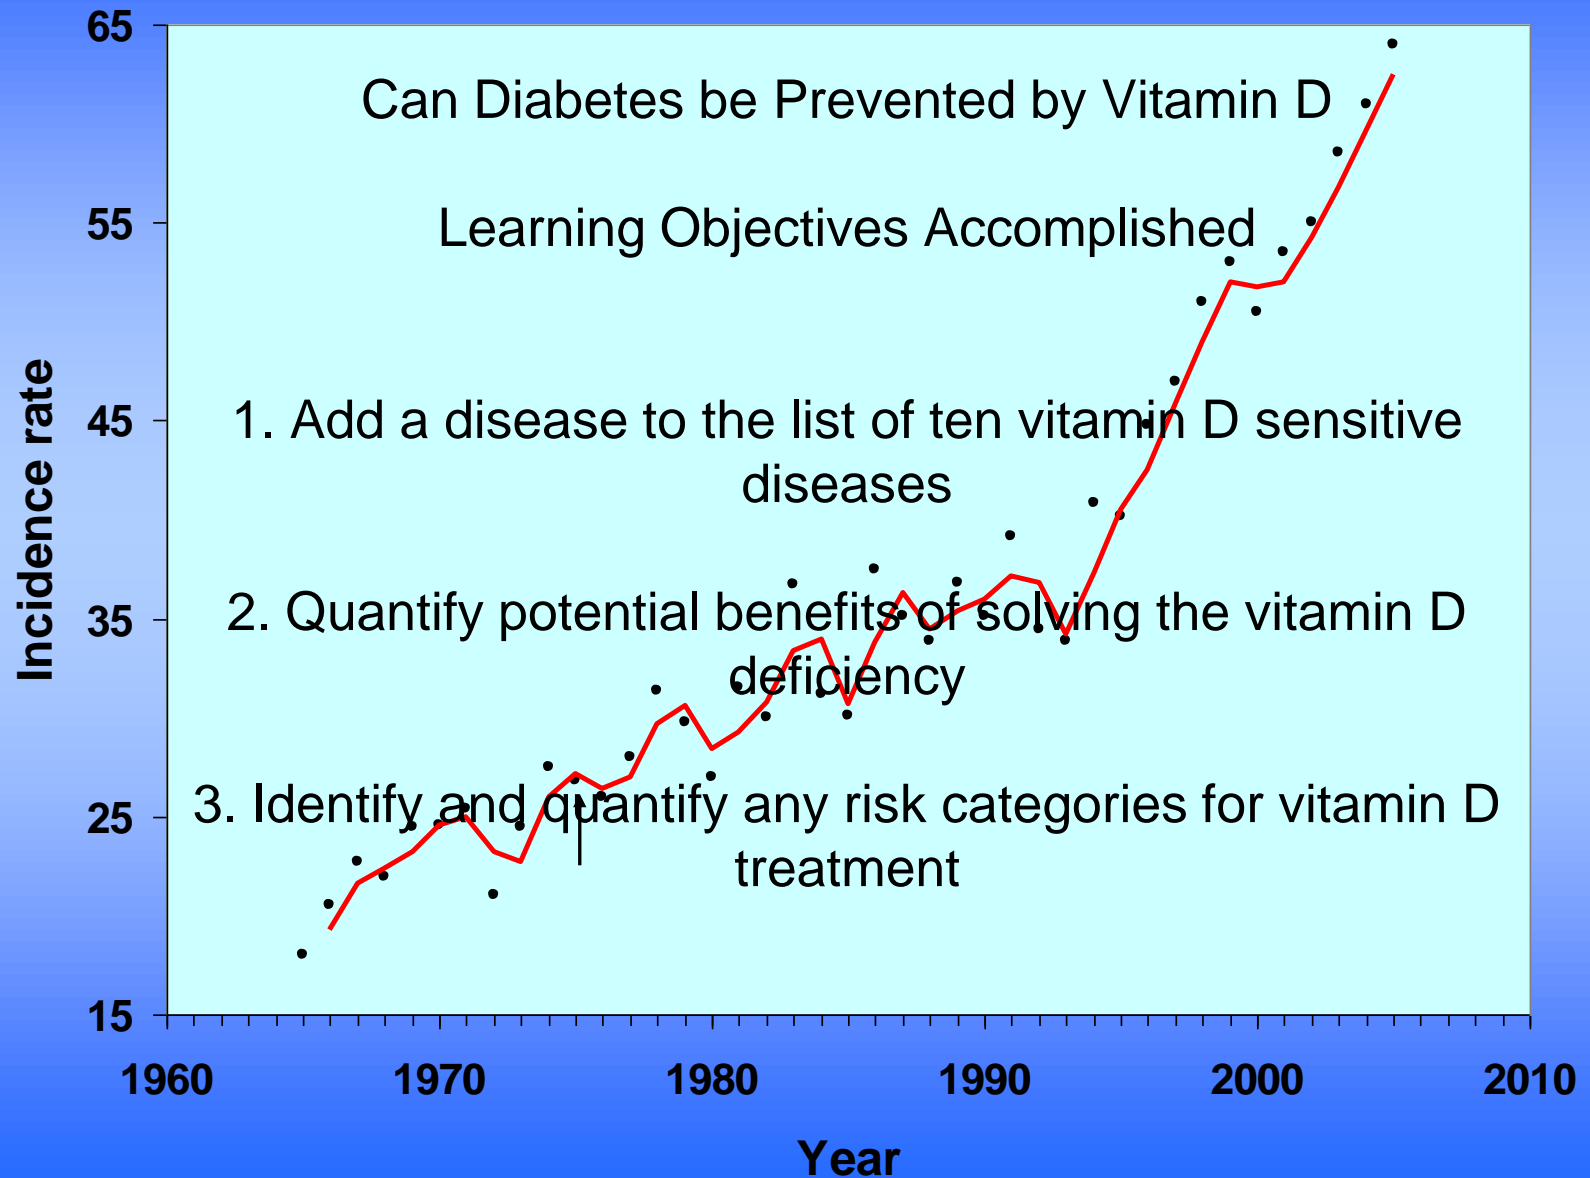 65
Can Diabetes be Prevented by Vitamin D
55
Learning Objectives Accomplished
45
1. Add a disease to the list of ten vitamin D sensitive
diseases
35
2. Quantify potential benefits of solving the vitamin D
deficiency
25
3. Identify and quantify any risk categories for vitamin D
treatment
15
Incidence rate
1960 1970 1980 1990 2000 2010
Year